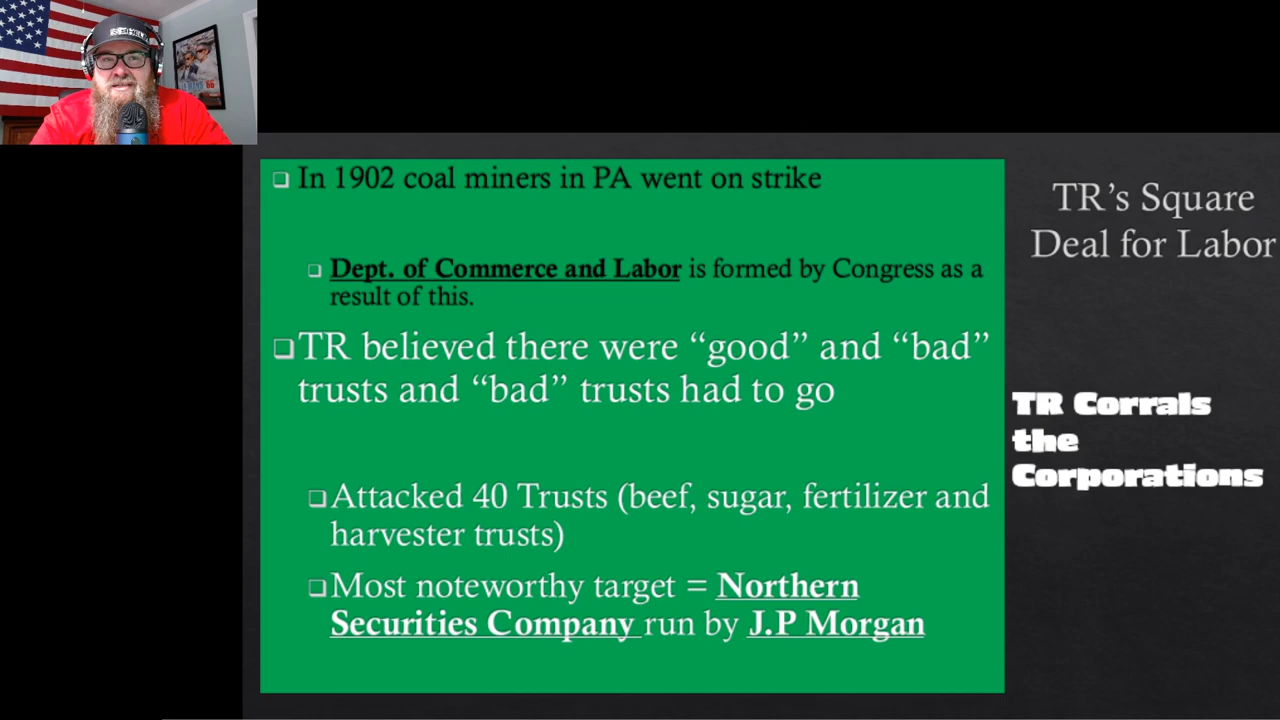 In 1902 coal miners in PA went on strike
Dept. of Commerce and Labor is formed by Congress as a
result of this.
TR believed there were “good” and “bad”
trusts and “bad” trusts had to go
Attacked 40 Trusts (beef, sugar, fertilizer and
harvester trusts)
Most noteworthy target = Northern
Securities Company run by J.P Morgan
TR’s Square
Deal for Labor
TR Corrals
the
Corporations